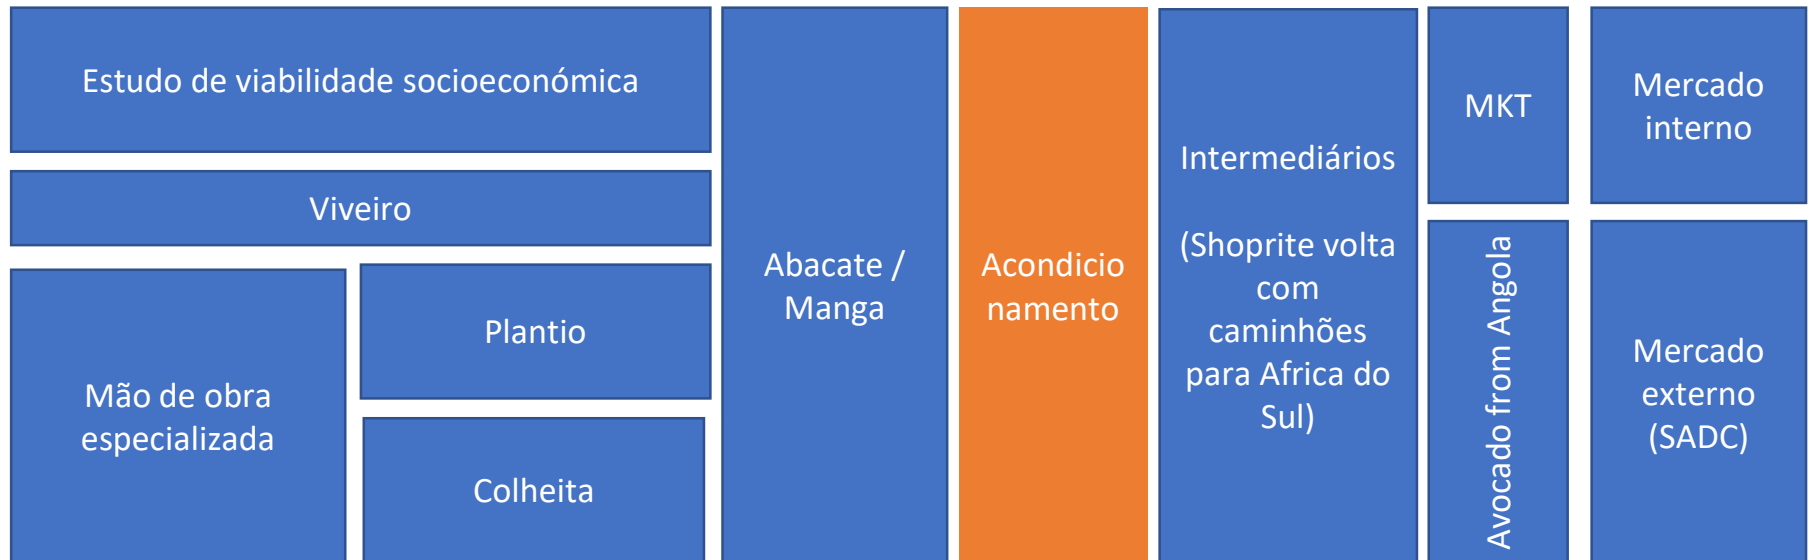 Estudo de viabilidade socioeconómica
Viveiro
Mão de obra
especializada
Plantio
Colheita
Abacate /
Manga
Acondicio
namento
Intermediários
(Shoprite volta
com
caminhões
para Africa do
Sul)
MKT
Avocado from Angola
Mercado
interno
Mercado
externo
(SADC)